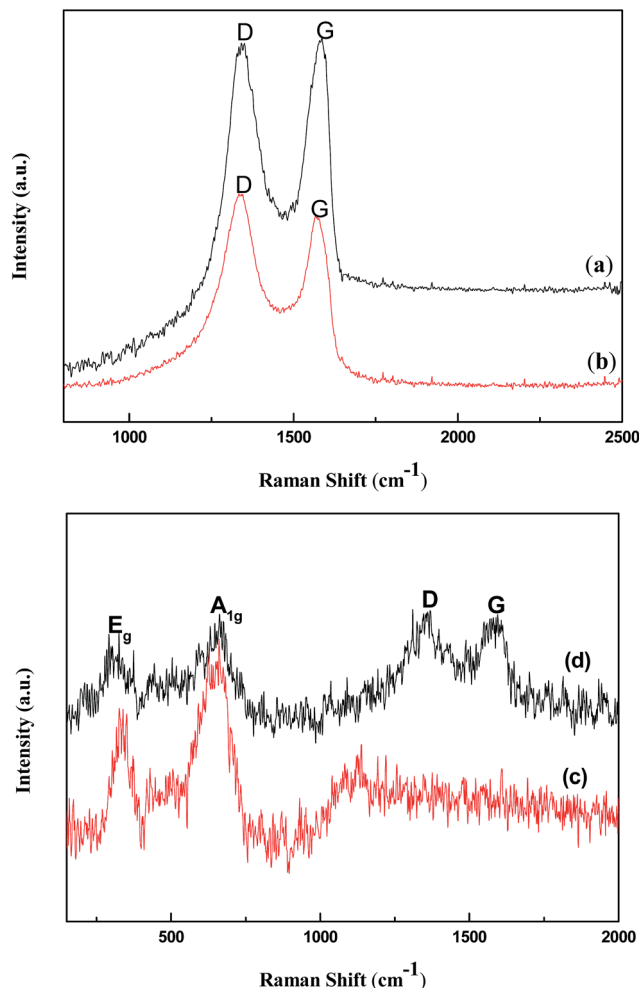 D G
D G
(a)
(b)
Intensity (a.u.)
1000 1500 2000 2500
Raman Shift (cm-1)
Eg A1g D G
(d)
(c)
Intensity (a.u.)
500 1000 1500 2000
Raman Shift (cm-1)